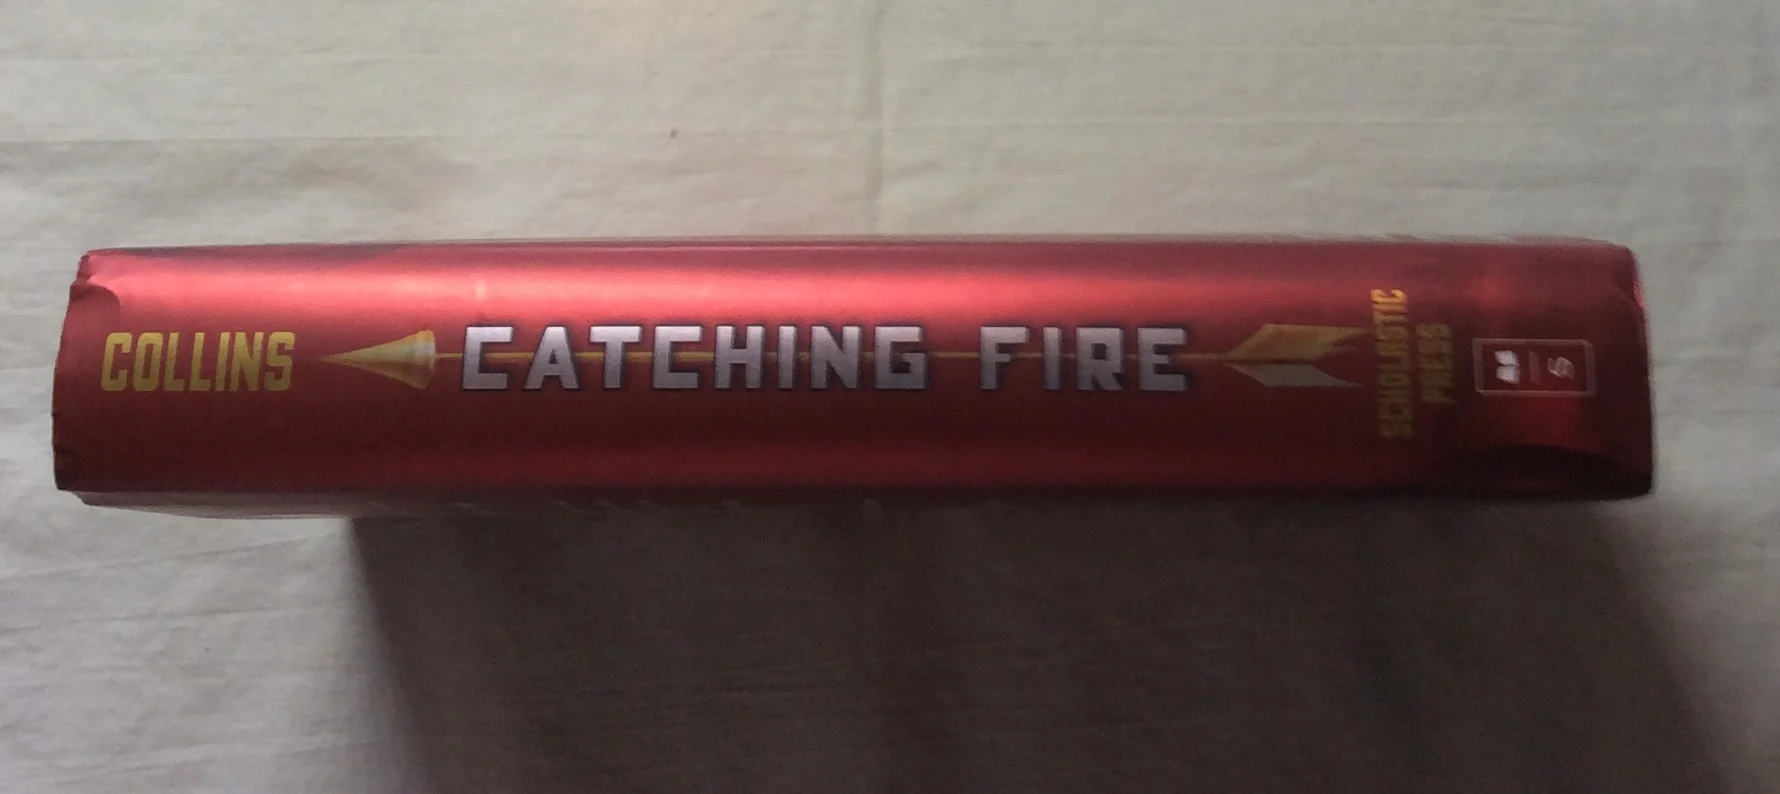 COLLINS
CATCHING FIRE
SCHOLASTIC
PRESS
S